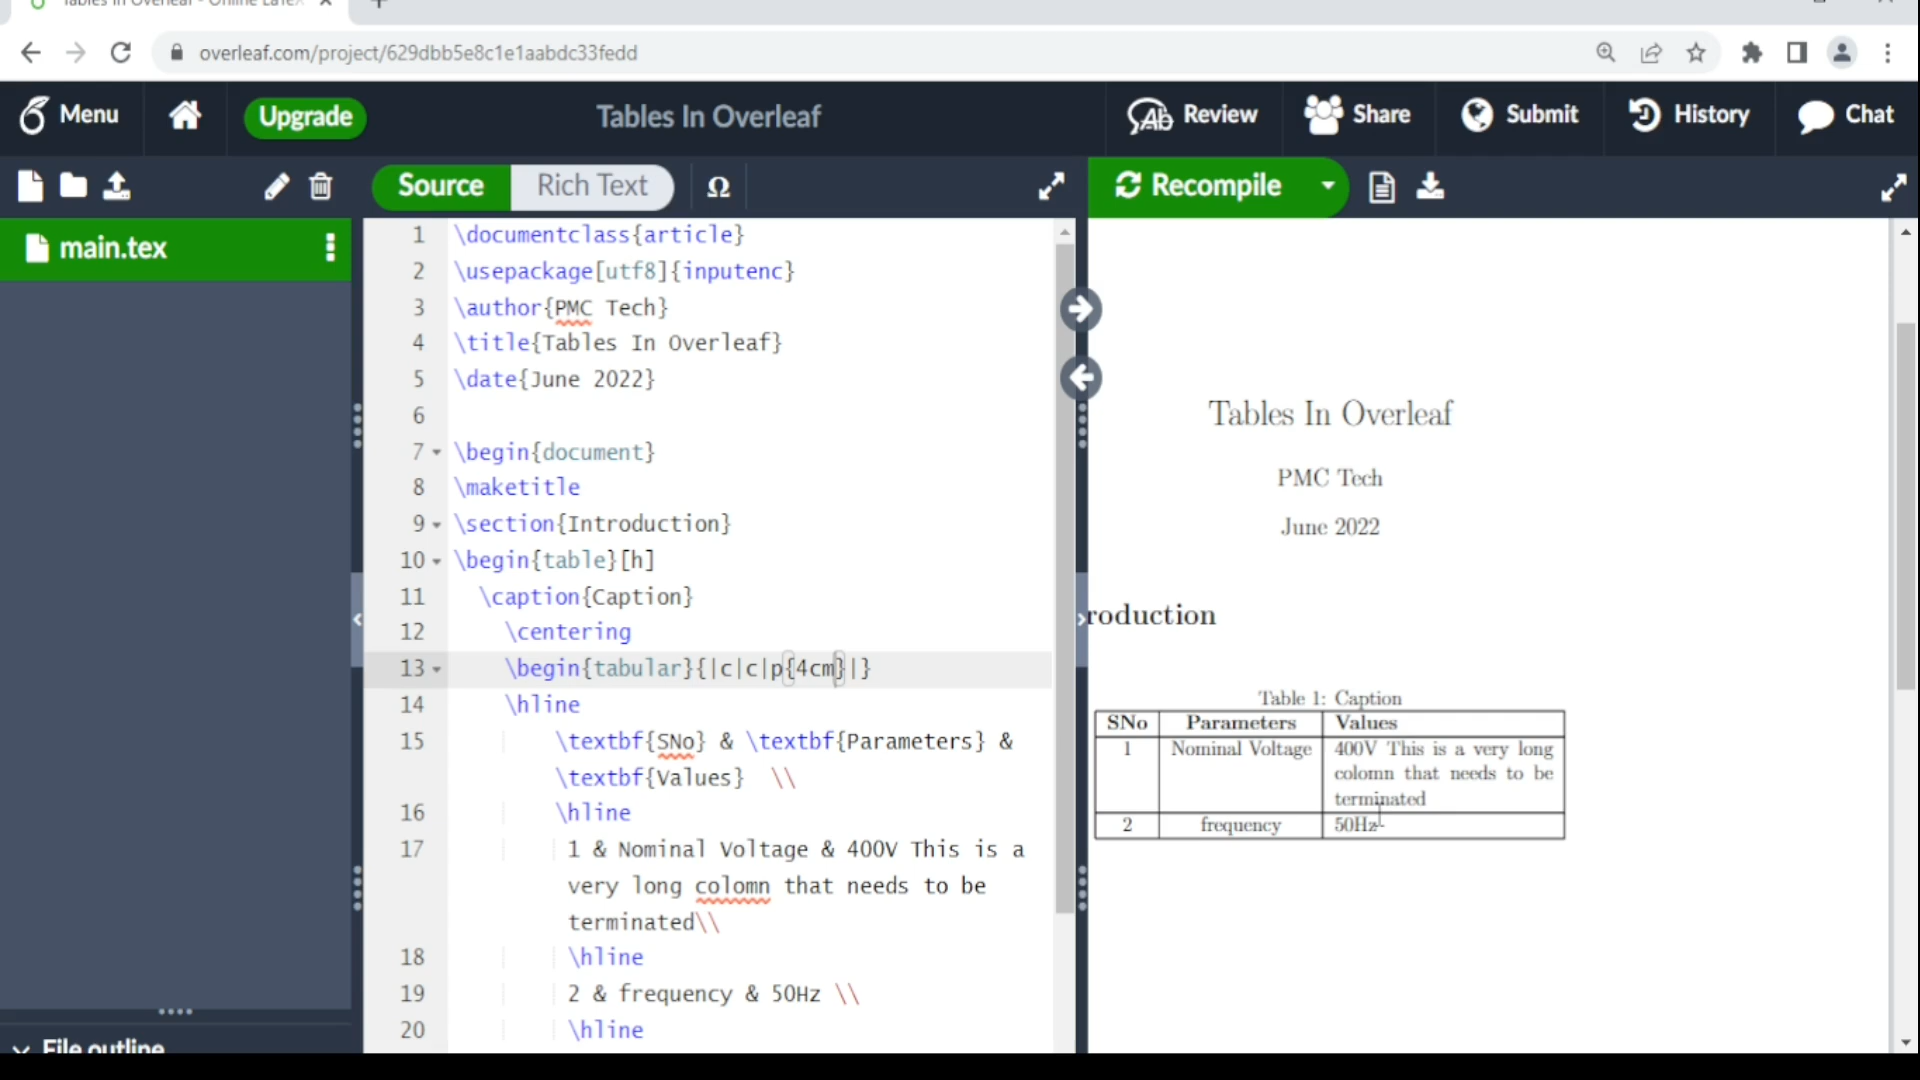 Tables In Overleaf - Online LaTeX
overleaf.com/project/629dbb5e8c1e1aabdc33fedd
Menu
Upgrade
Tables In Overleaf
Review
Share
Submit
History
Chat
Source
Rich Text
Ω
Recompile
main.tex
File outline
1 \documentclass{article}
2 \usepackage[utf8]{inputenc}
3 \author{PMC Tech}
4 \title{Tables In Overleaf}
5 \date{June 2022}
6
7 \begin{document}
8 \maketitle
9 \section{Introduction}
10 \begin{table}[h]
11 \caption{Caption}
12 \centering
13 \begin{tabular}{|c|c|p{4cm}|}
14 \hline
15 \textbf{SNo} & \textbf{Parameters} &
\textbf{Values} \\
16 \hline
17 1 & Nominal Voltage & 400V This is a
very long colomn that needs to be
terminated\\
18 \hline
19 2 & frequency & 50Hz \\
20 \hline
Tables In Overleaf
PMC Tech
June 2022
roduction
Table 1: Caption
SNo Parameters Values
1 Nominal Voltage 400V This is a very long
colomn that needs to be
terminated
2 frequency 50Hz